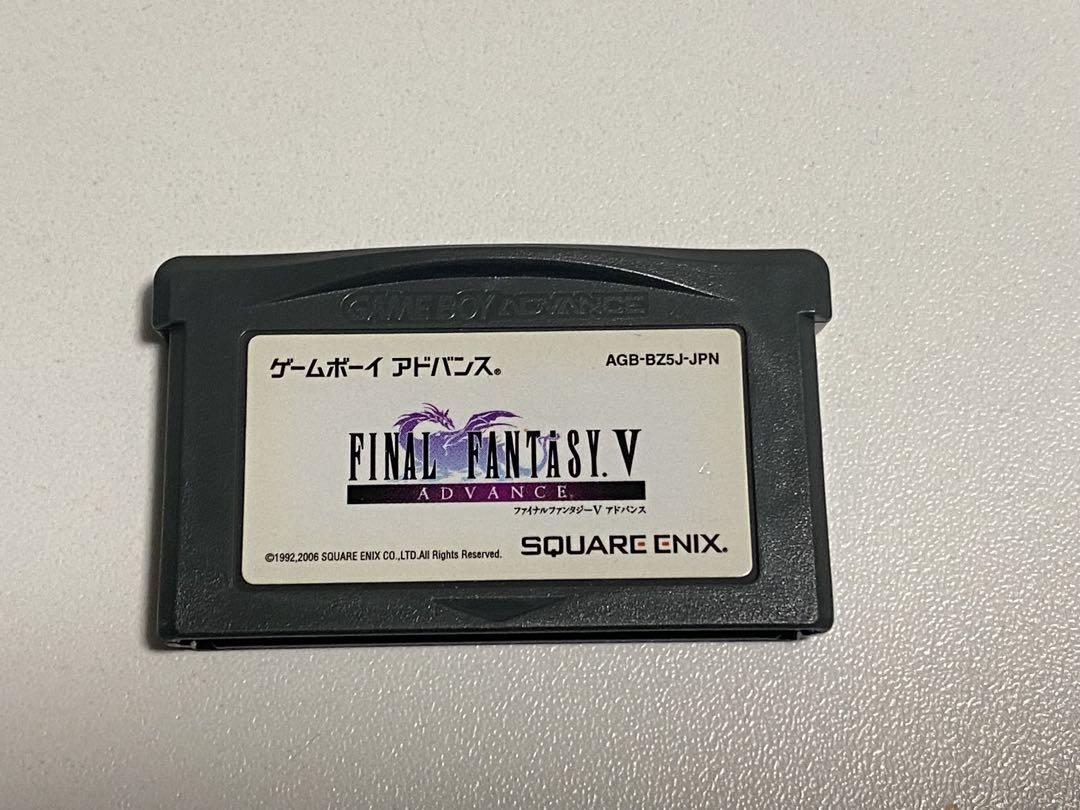 GAME BOY ADVANCE
ゲームボーイ アドバンス®
AGB-BZ5J-JPN
FINAL FANTASY. V
ADVANCE
ファイナルファンタジーV アドバンス
©1992,2006 SQUARE ENIX CO.,LTD.All Rights Reserved.
SQUARE ENIX.